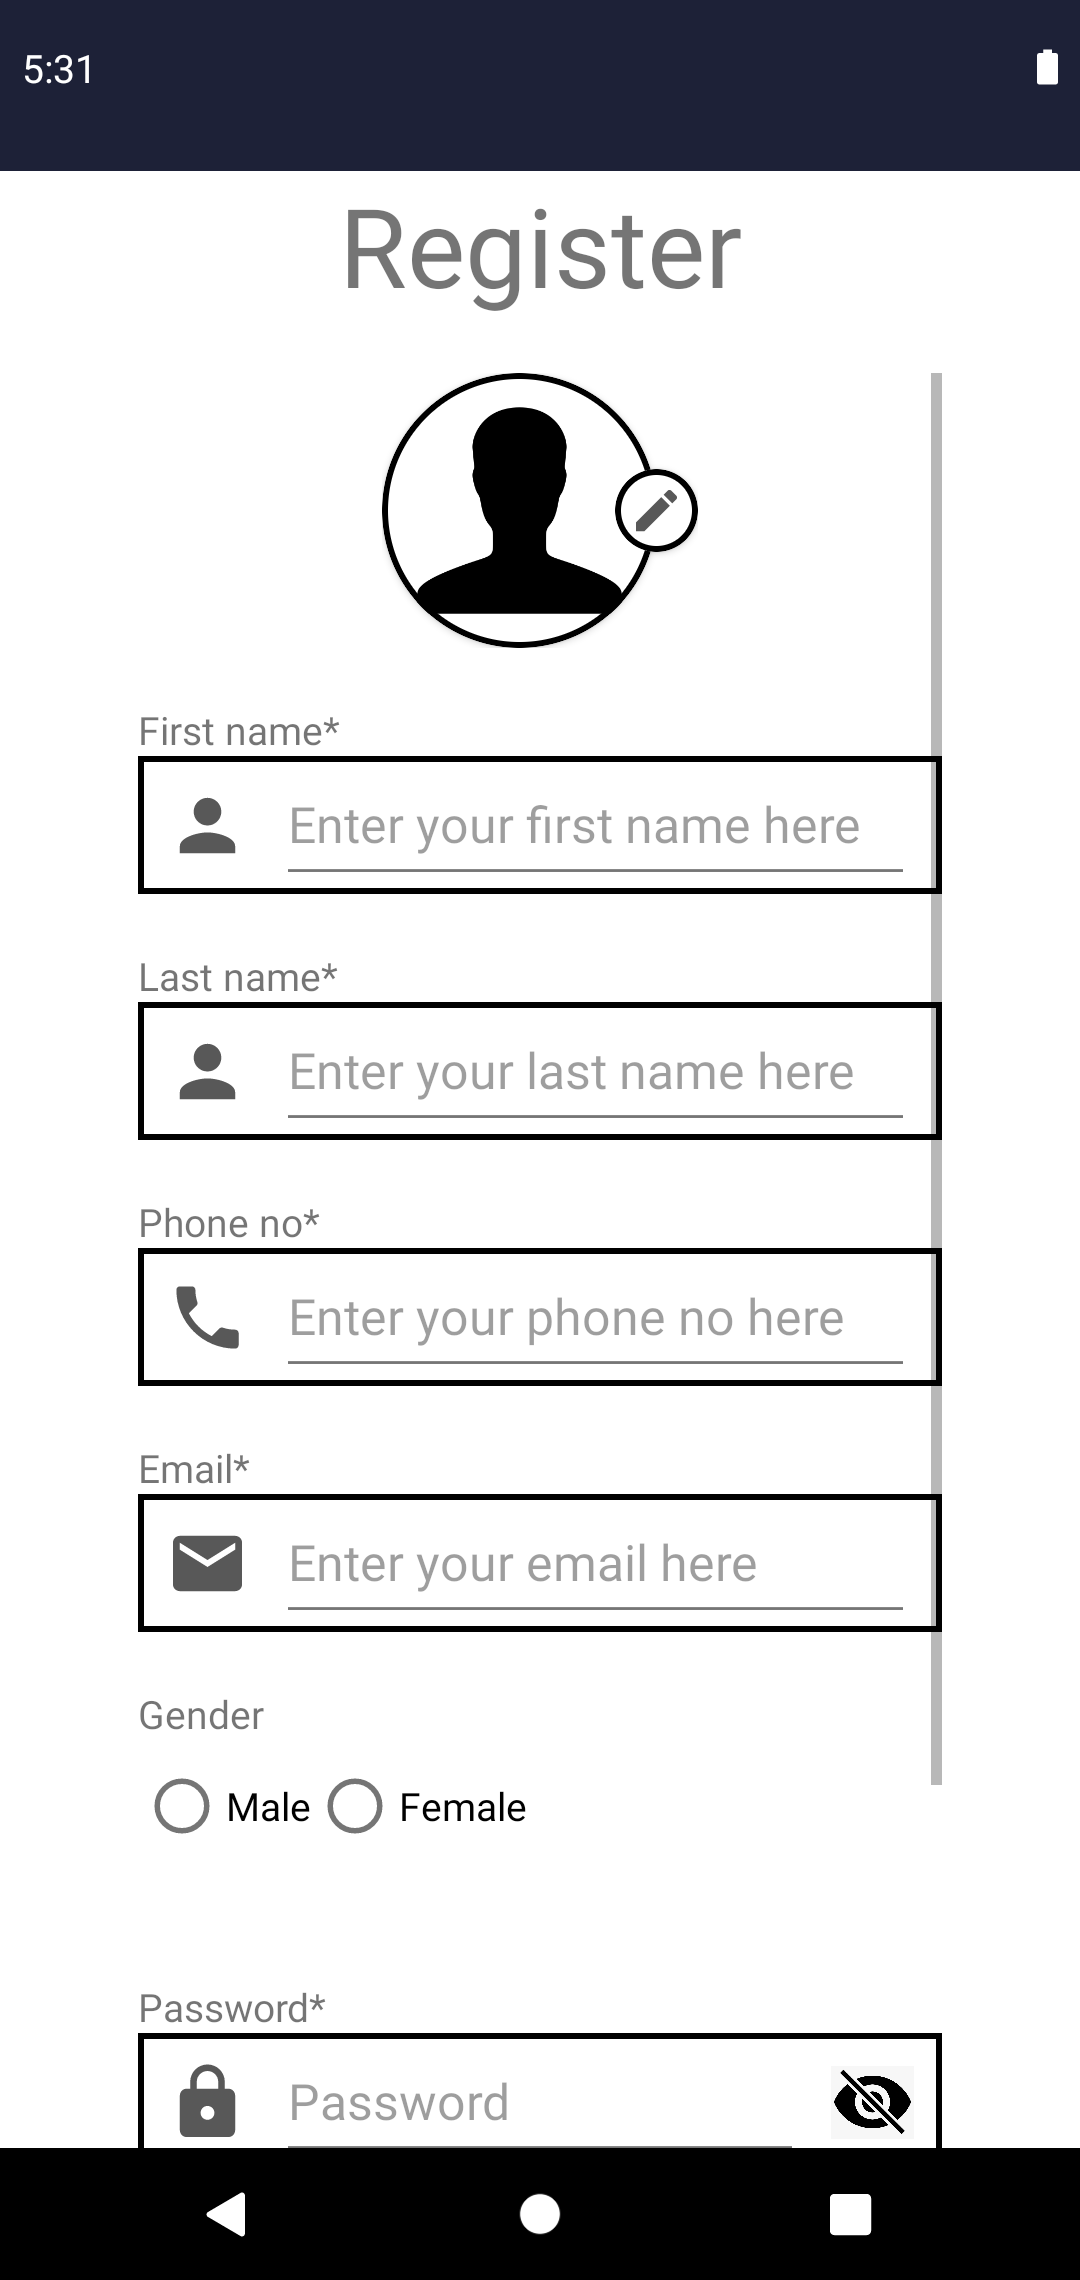 5:31
Register
First name*
Enter your first name here
Last name*
Enter your last name here
Phone no*
Enter your phone no here
Email*
Enter your email here
Gender
Male Female
Password*
Password